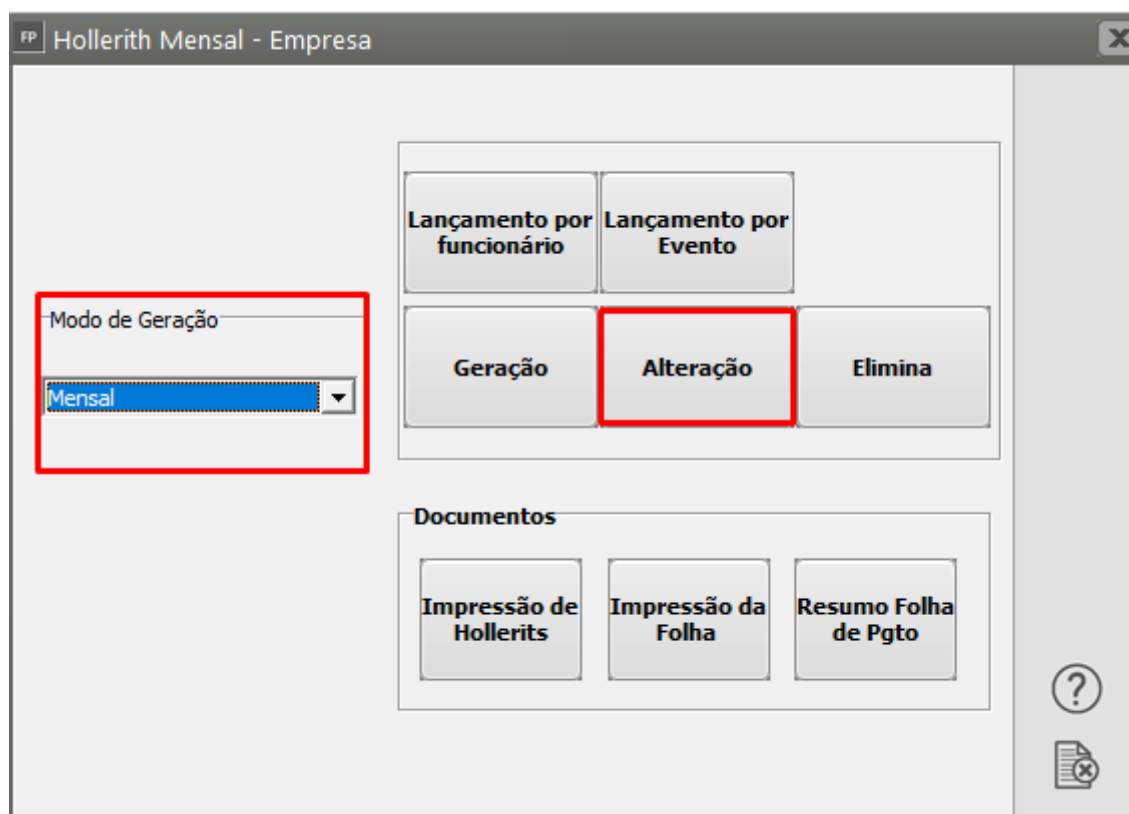 FP Hollerith Mensal - Empresa
Lançamento por
funcionário
Lançamento por
Evento
Modo de Geração
Mensal
Geração
Alteração
Elimina
Documentos
Impressão de
Hollerits
Impressão da
Folha
Resumo Folha
de Pgto
?